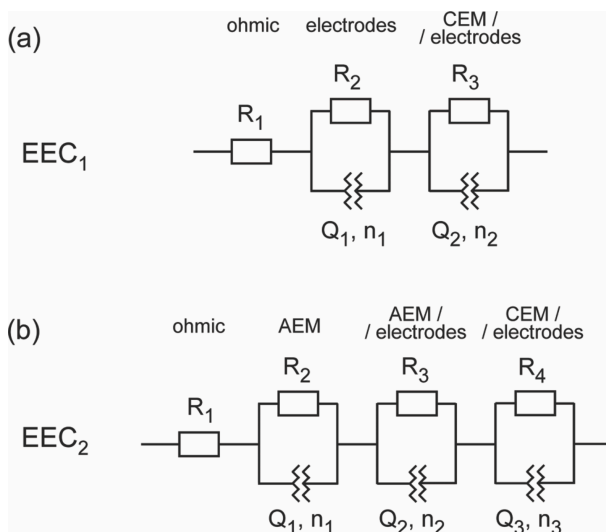 (a)
ohmic electrodes CEM /
/ electrodes
R2 R3
R1
EEC1
Q1, n1 Q2, n2
(b)
ohmic AEM AEM / CEM /
/ electrodes / electrodes
R2 R3 R4
R1
EEC2
Q1, n1 Q2, n2 Q3, n3